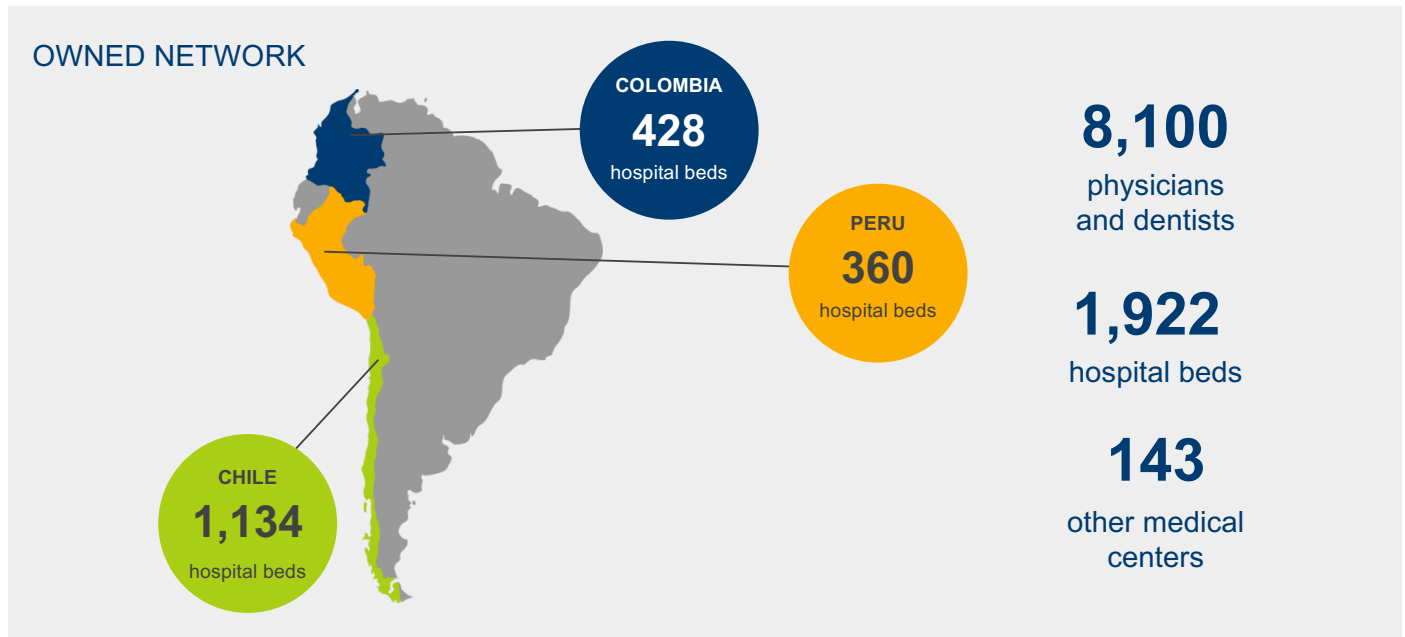 OWNED NETWORK
COLOMBIA
428
hospital beds
PERU
360
hospital beds
CHILE
1,134
hospital beds
8,100
physicians
and dentists
1,922
hospital beds
143
other medical
centers